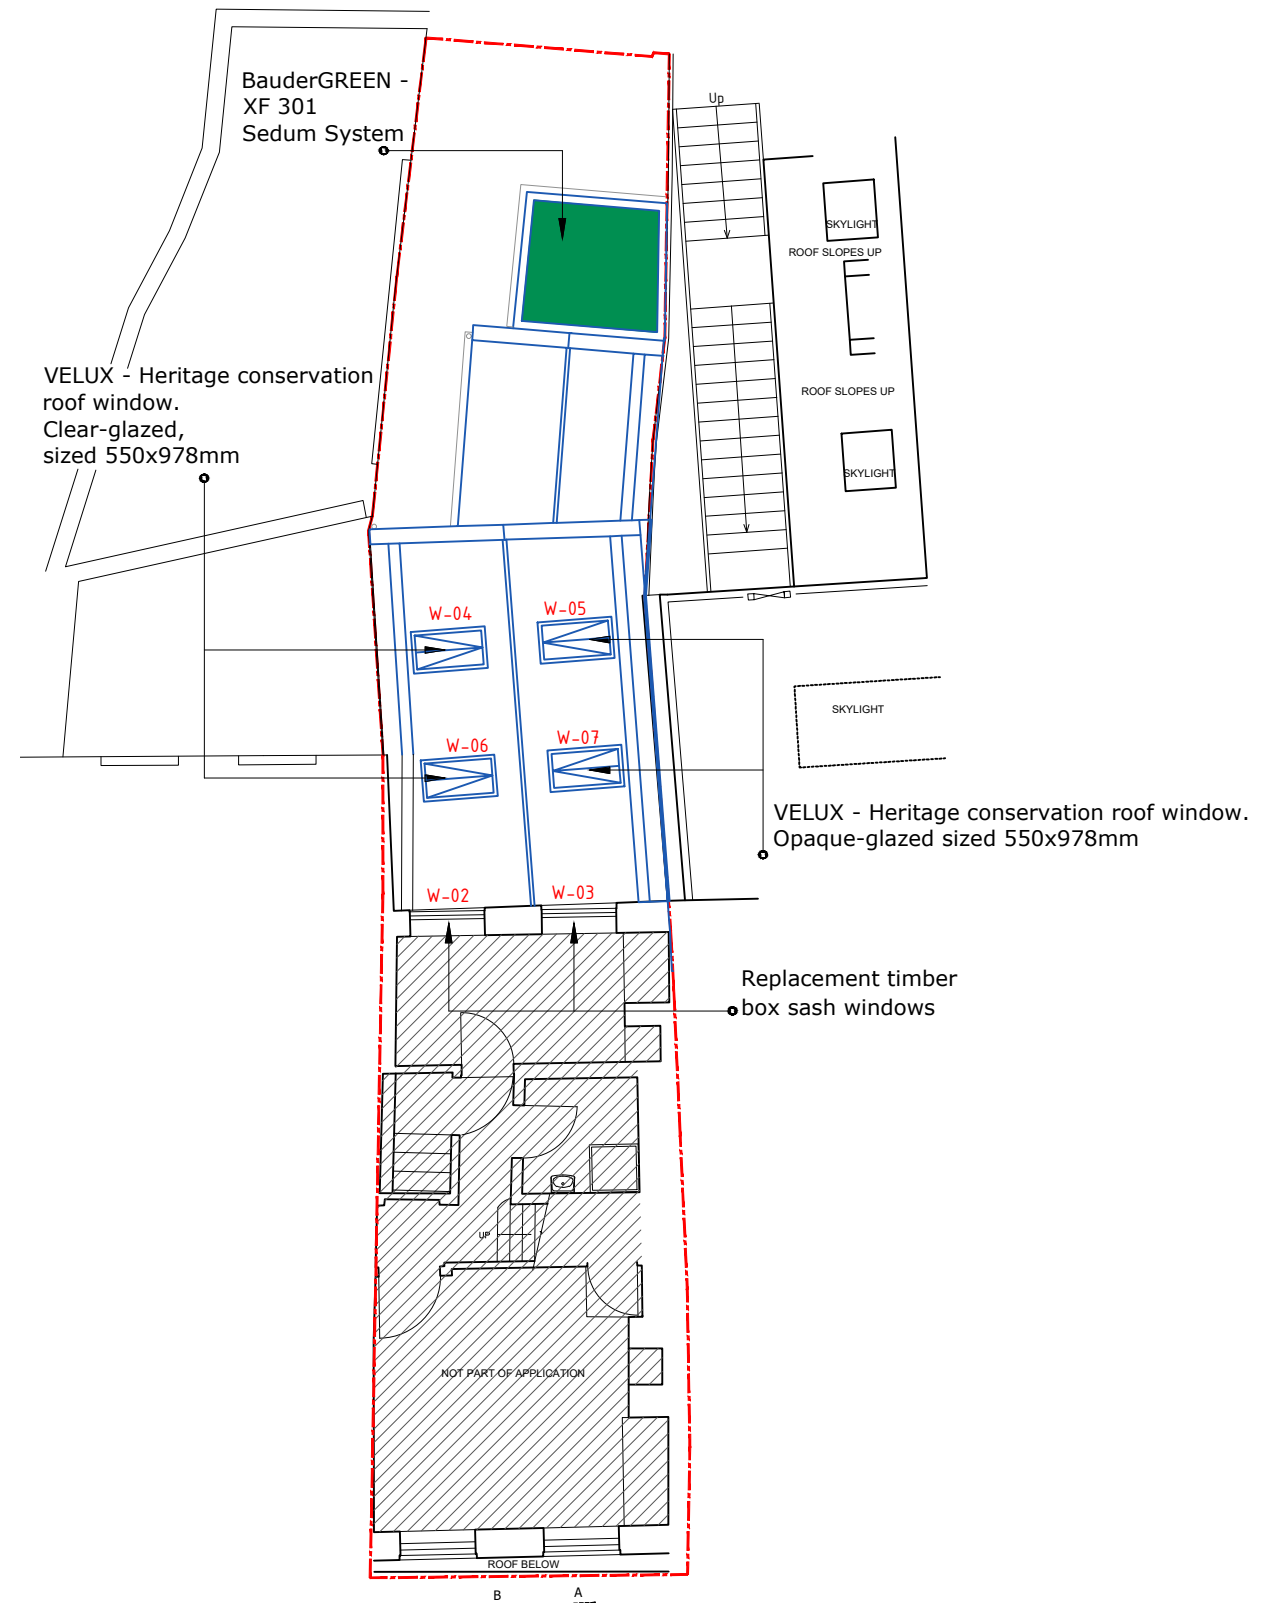 BauderGREEN -
XF 301
Sedum System
Up
SKYLIGHT
ROOF SLOPES UP
VELUX - Heritage conservation
roof window.
Clear-glazed,
sized 550x978mm
ROOF SLOPES UP
SKYLIGHT
W-04
W-05
SKYLIGHT
W-06
W-07
VELUX - Heritage conservation roof window.
Opaque-glazed sized 550x978mm
W-02
W-03
Replacement timber
box sash windows
UP
NOT PART OF APPLICATION
ROOF BELOW
B
A